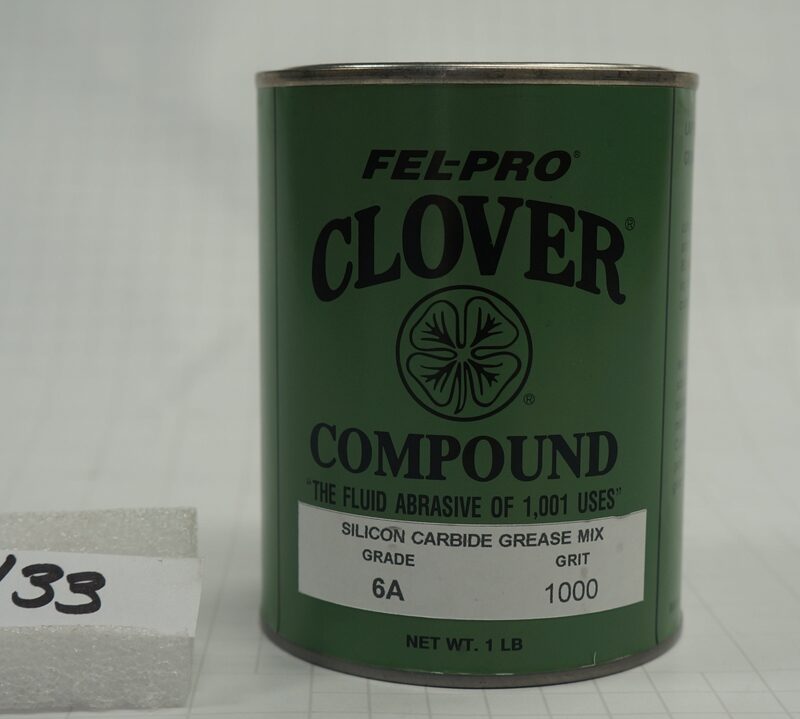 FEL-PRO®
CLOVER®
®
COMPOUND
"THE FLUID ABRASIVE OF 1,001 USES"
SILICON CARBIDE GREASE MIX
GRADE GRIT
6A 1000
NET WT. 1 LB
133